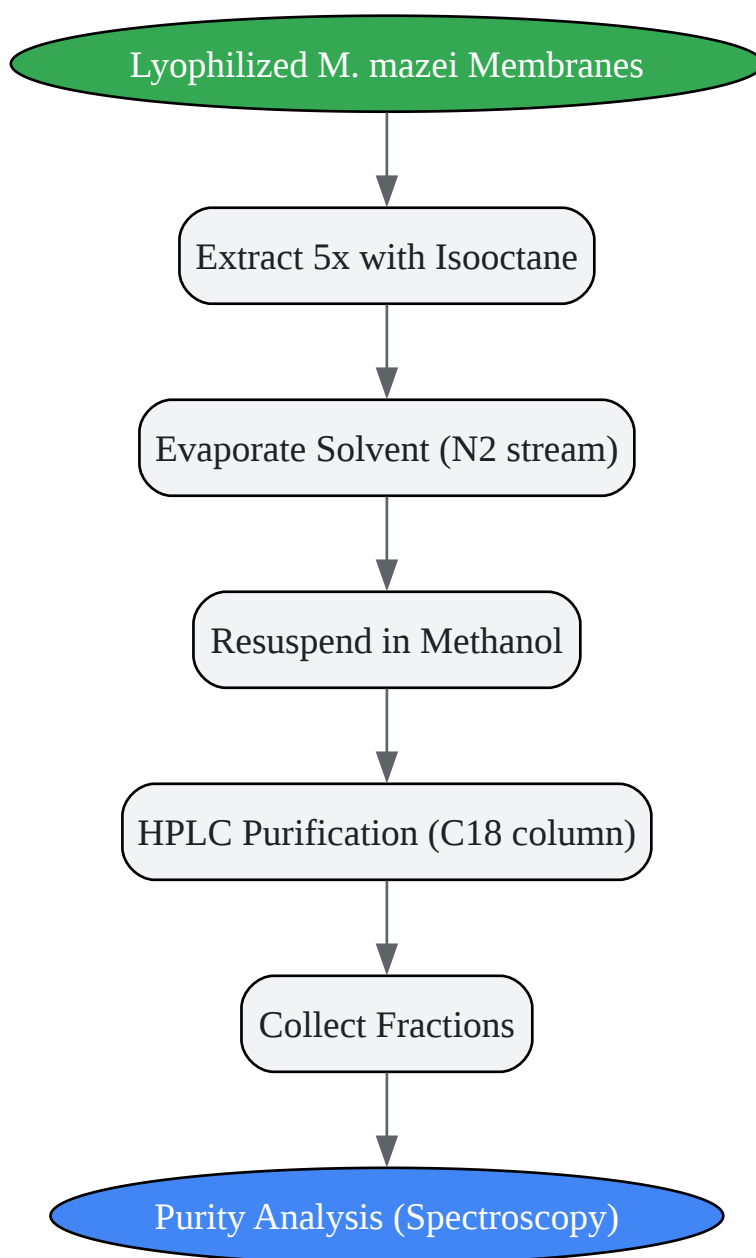 Lyophilized M. mazei Membranes
Extract 5x with Isooctane
Evaporate Solvent (N2 stream)
Resuspend in Methanol
HPLC Purification (C18 column)
Collect Fractions
Purity Analysis (Spectroscopy)